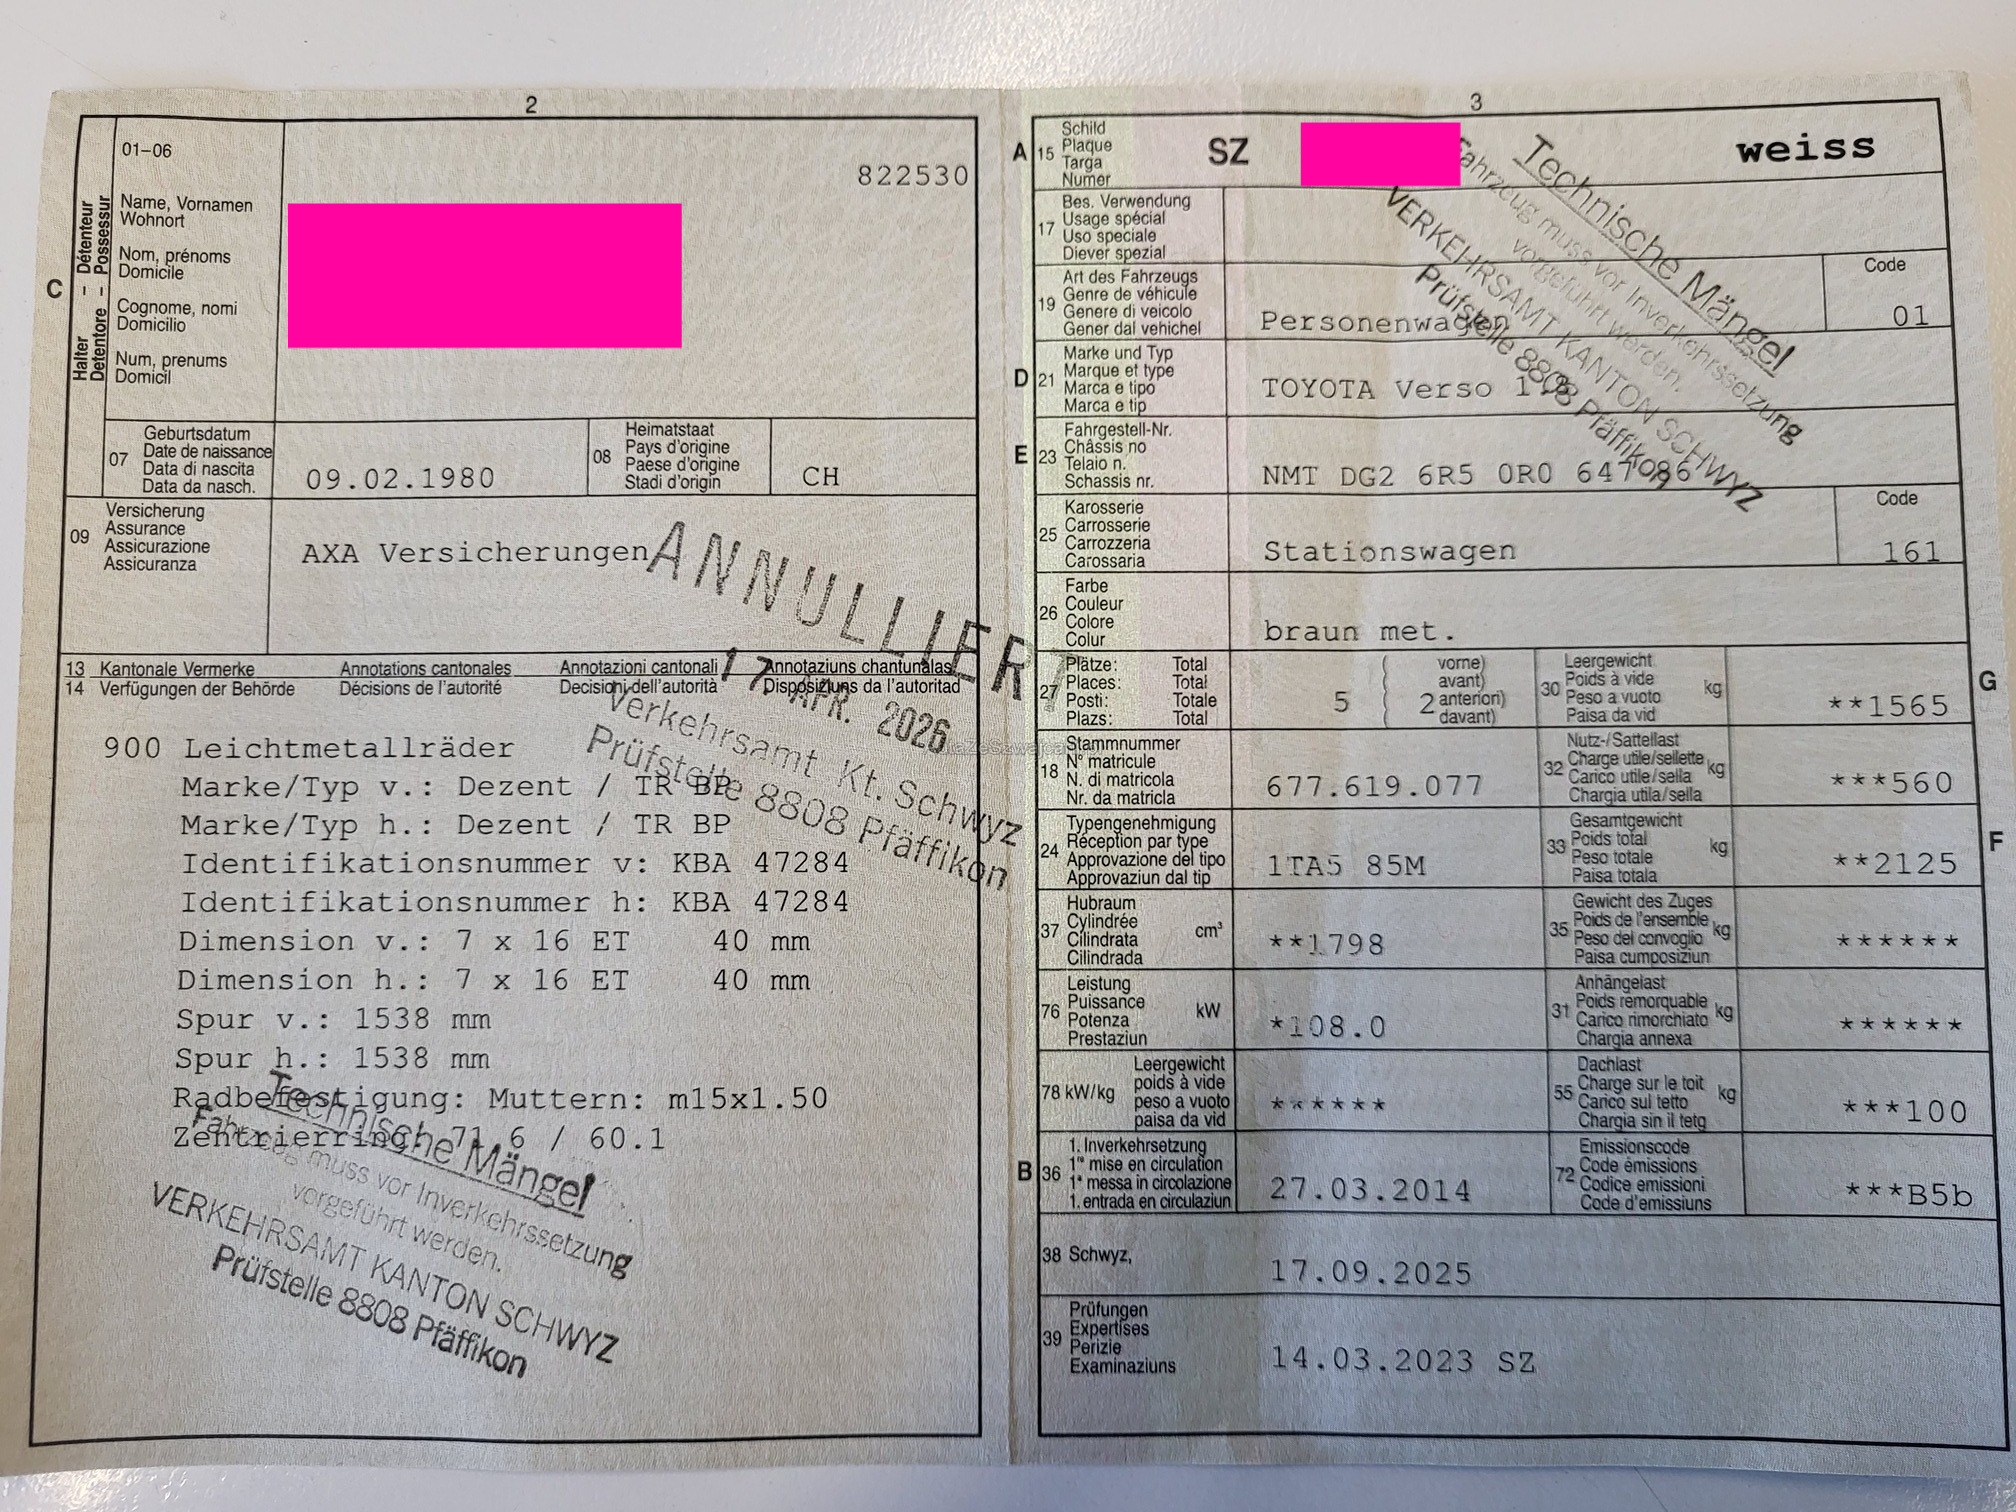 2
01–06
822530
Name, Vornamen
Wohnort
Nom, prénoms
Domicile
Cognome, nomi
Domicilio
Num, prenums
Domicil
C
Halter – Détenteur
Detentore – Possessur
07
Geburtsdatum
Date de naissance
Data di nascita
Data da nasch.
09.02.1980
08
Heimatstaat
Pays d'origine
Paese d'origine
Stadi d'origin
CH
09
Versicherung
Assurance
Assicurazione
Assicuranza
AXA Versicherungen
ANNULLIERT
17. APR. 2026
Verkehrsamt Kt. Schwyz
Prüfstelle 8808 Pfäffikon
13 Kantonale Vermerke Annotations cantonales Annotazioni cantonali Annotaziuns chantunalas
14 Verfügungen der Behörde Décisions de l'autorité Decisioni dell'autorità Disposiziuns da l'autoritad
900 Leichtmetallräder
Marke/Typ v.: Dezent / TR BP
Marke/Typ h.: Dezent / TR BP
Identifikationsnummer v: KBA 47284
Identifikationsnummer h: KBA 47284
Dimension v.: 7 x 16 ET 40 mm
Dimension h.: 7 x 16 ET 40 mm
Spur v.: 1538 mm
Spur h.: 1538 mm
Radbefestigung: Muttern: m15x1.50
Zentrierring: 71.6 / 60.1
Technische Mängel
Fahrzeug muss vor Inverkehrssetzung
vorgeführt werden.
VERKEHRSAMT KANTON SCHWYZ
Prüfstelle 8808 Pfäffikon
3
A 15
Schild
Plaque
Targa
Numer
SZ
weiss
Technische Mängel
Fahrzeug muss vor Inverkehrssetzung
vorgeführt werden.
VERKEHRSAMT KANTON SCHWYZ
Prüfstelle 8808 Pfäffikon
17
Bes. Verwendung
Usage spécial
Uso speciale
Diever spezial
19
Art des Fahrzeugs
Genre de véhicule
Genere di veicolo
Gener dal vehichel
Personenwagen
Code
01
D 21
Marke und Typ
Marque et type
Marca e tipo
Marca e tip
TOYOTA Verso 1.8
E 23
Fahrgestell-Nr.
Châssis no
Telaio n.
Schassis nr.
NMT DG2 6R5 0R0 647 86
25
Karosserie
Carrosserie
Carrozzeria
Carossaria
Stationswagen
Code
161
26
Farbe
Couleur
Colore
Colur
braun met.
27
Plätze: Total
Places: Total
Posti: Totale
Plazs: Total
5
2
vorne)
avant)
anteriori)
davant)
G
30
Leergewicht
Poids à vide
Peso a vuoto
Paisa da vid
kg
**1565
18
Stammnummer
N° matricule
N. di matricola
Nr. da matricla
677.619.077
32
Nutz-/Sattellast
Charge utile/sellette
Carico utile/sella
Chargia utila/sella
kg
***560
24
Typengenehmigung
Réception par type
Approvazione del tipo
Approvaziun dal tip
1TA5 85M
F
33
Gesamtgewicht
Poids total
Peso totale
Paisa totala
kg
**2125
37
Hubraum
Cylindrée
Cilindrata
Cilindrada
cm³
**1798
35
Gewicht des Zuges
Poids de l'ensemble
Peso del convoglio
Paisa cumposiziun
kg
******
76
Leistung
Puissance
Potenza
Prestaziun
kW
*108.0
31
Anhängelast
Poids remorquable
Carico rimorchiato
Chargia annexa
kg
******
78 kW/kg
Leergewicht
poids à vide
peso a vuoto
paisa da vid
******
55
Dachlast
Charge sur le toit
Carico sul tetto
Chargia sin il tetg
kg
***100
B 36
1. Inverkehrsetzung
1re mise en circulation
1a messa in circolazione
1. entrada en circulaziun
27.03.2014
72
Emissionscode
Code émissions
Codice emissioni
Code d'emissiuns
***B5b
38 Schwyz,
17.09.2025
39
Prüfungen
Expertises
Perizie
Examinaziuns
14.03.2023 SZ